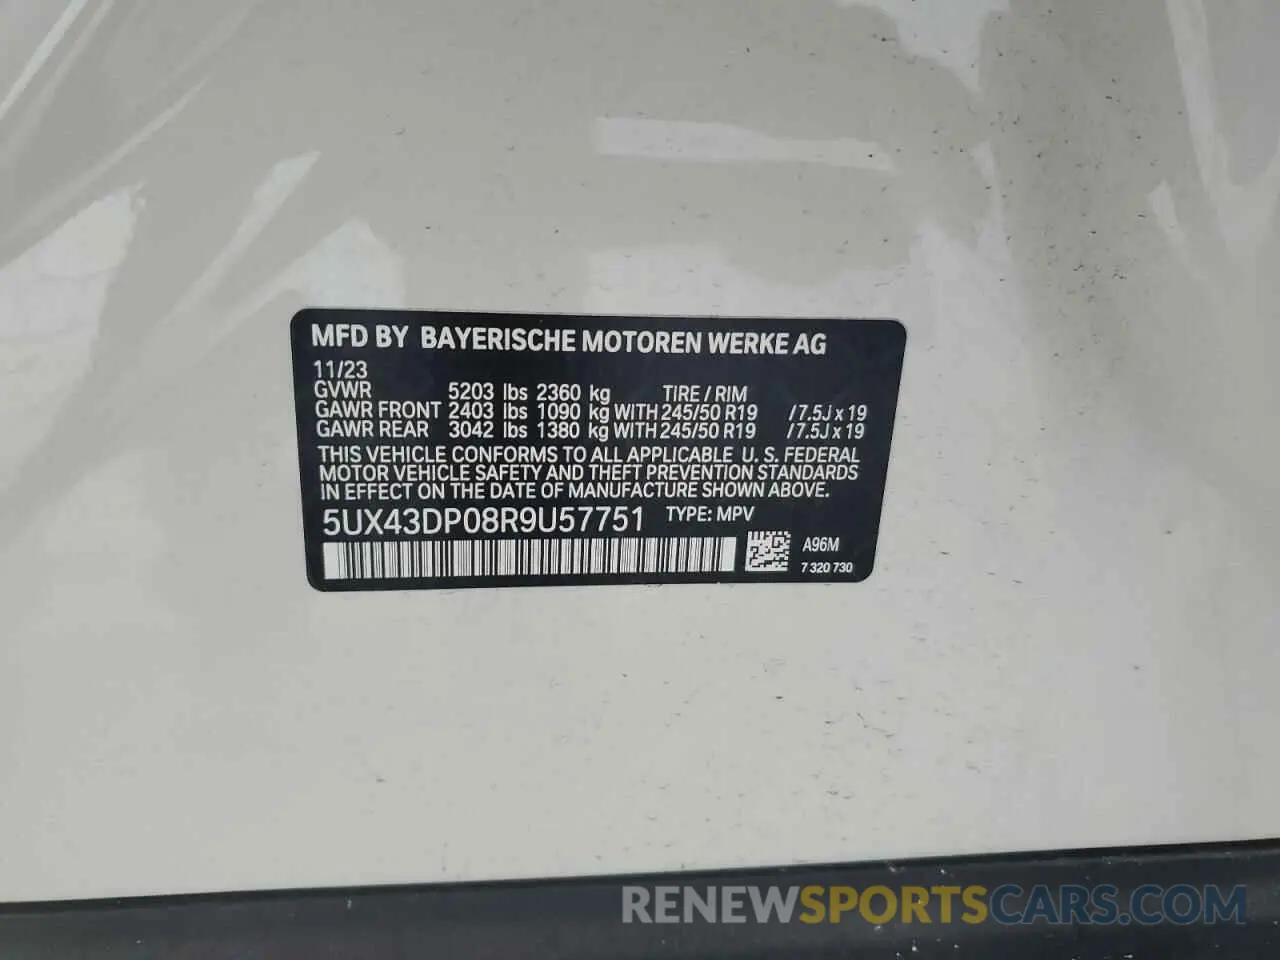 MFD BY BAYERISCHE MOTOREN WERKE AG
11/23
GVWR 5203 lbs 2360 kg TIRE / RIM
GAWR FRONT 2403 lbs 1090 kg WITH 245/50 R19 / 7.5J x 19
GAWR REAR 3042 lbs 1380 kg WITH 245/50 R19 / 7.5J x 19
THIS VEHICLE CONFORMS TO ALL APPLICABLE U. S. FEDERAL
MOTOR VEHICLE SAFETY AND THEFT PREVENTION STANDARDS
IN EFFECT ON THE DATE OF MANUFACTURE SHOWN ABOVE.
5UX43DP08R9U57751 TYPE: MPV
A96M
7 320 730
RENEWSPORTSCARS.COM